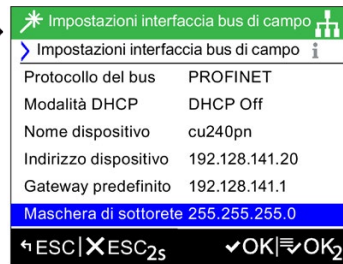 Impostazioni interfaccia bus di campo
Impostazioni interfaccia bus di campo i
Protocollo del bus PROFINET
Modalità DHCP DHCP Off
Nome dispositivo cu240pn
Indirizzo dispositivo 192.128.141.20
Gateway predefinito 192.128.141.1
Maschera di sottorete 255.255.255.0
ESC|ESC2s OK|OK2